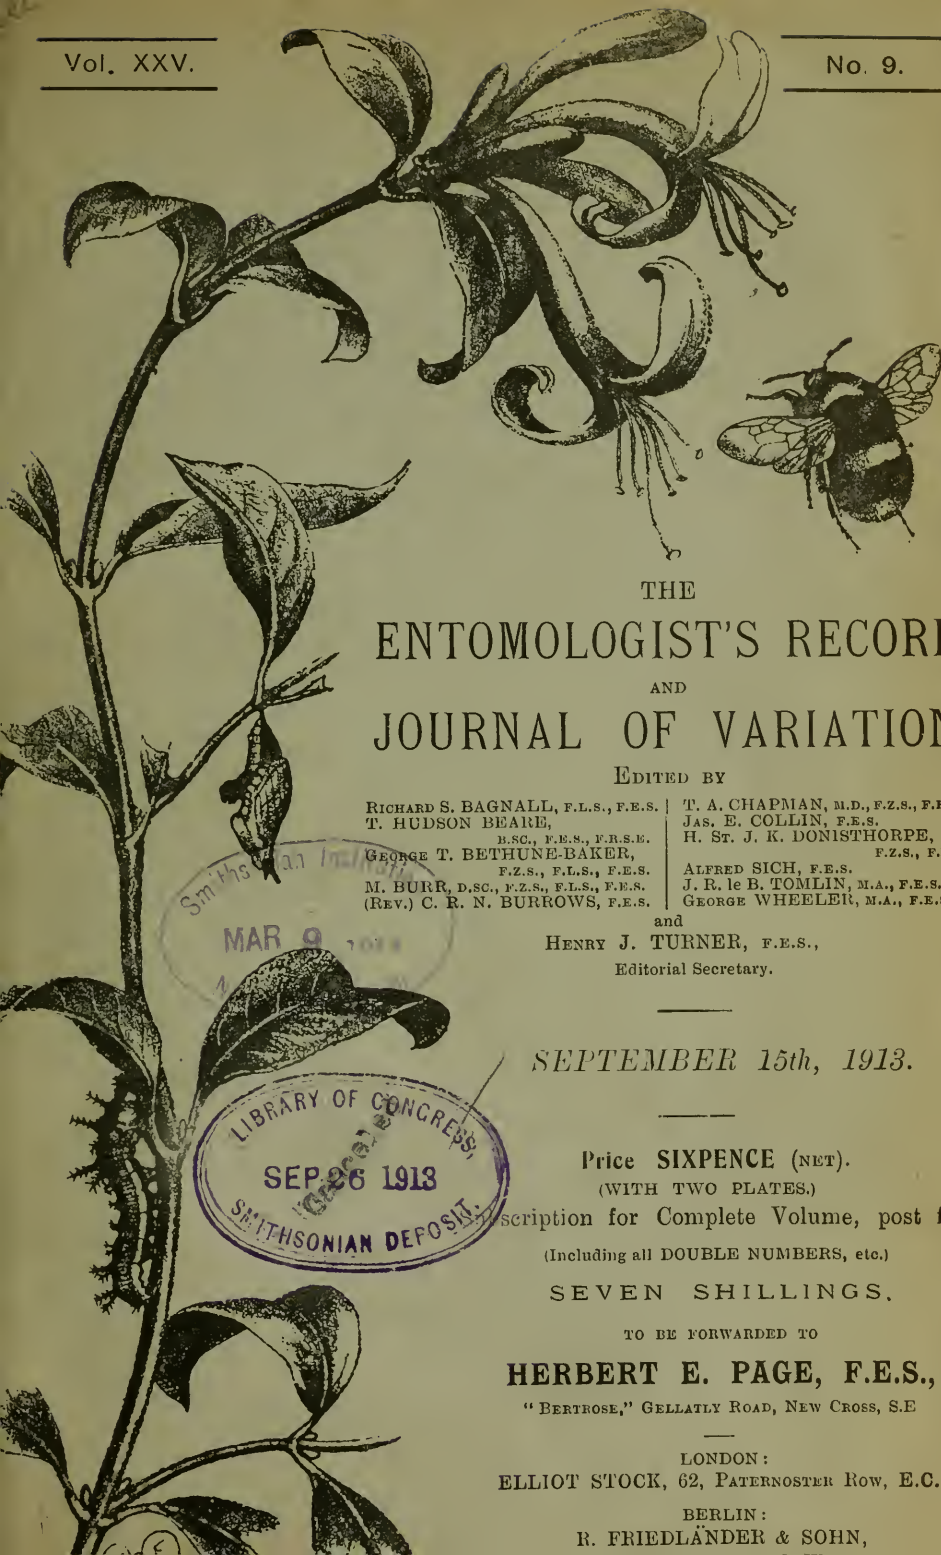 Vol. XXV.
No. 9.
THE
ENTOMOLOGIST'S RECOR
AND
JOURNAL OF VARIATION
EDITED BY
RICHARD S. BAGNALL, F.L.S., F.E.S.
T. HUDSON BEARE,
B.SC., F.E.S., F.R.S.E.
GEORGE T. BETHUNE-BAKER,
F.Z.S., F.L.S., F.E.S.
M. BURR, D.SC., F.Z.S., F.L.S., F.E.S.
(REV.) C. R. N. BURROWS, F.E.S.
T. A. CHAPMAN, M.D., F.Z.S., F.E
JAS. E. COLLIN, F.E.S.
H. ST. J. K. DONISTHORPE,
F.Z.S., F.
ALFRED SICH, F.E.S.
J. R. le B. TOMLIN, M.A., F.E.S.
GEORGE WHEELER, M.A., F.E.S
and
HENRY J. TURNER, F.E.S.,
Editorial Secretary.
Smithsonian Institution
MAR 9
SEPTEMBER 15th, 1913.
LIBRARY OF CONGRESS,
SEP 26 1913
SMITHSONIAN DEPOSIT.
Price SIXPENCE (NET).
(WITH TWO PLATES.)
scription for Complete Volume, post f
(Including all DOUBLE NUMBERS, etc.)
SEVEN SHILLINGS.
TO BE FORWARDED TO
HERBERT E. PAGE, F.E.S.,
"BERTROSE," GELLATLY ROAD, NEW CROSS, S.E
LONDON:
ELLIOT STOCK, 62, PATERNOSTER ROW, E.C.
BERLIN:
R. FRIEDLÄNDER & SOHN,